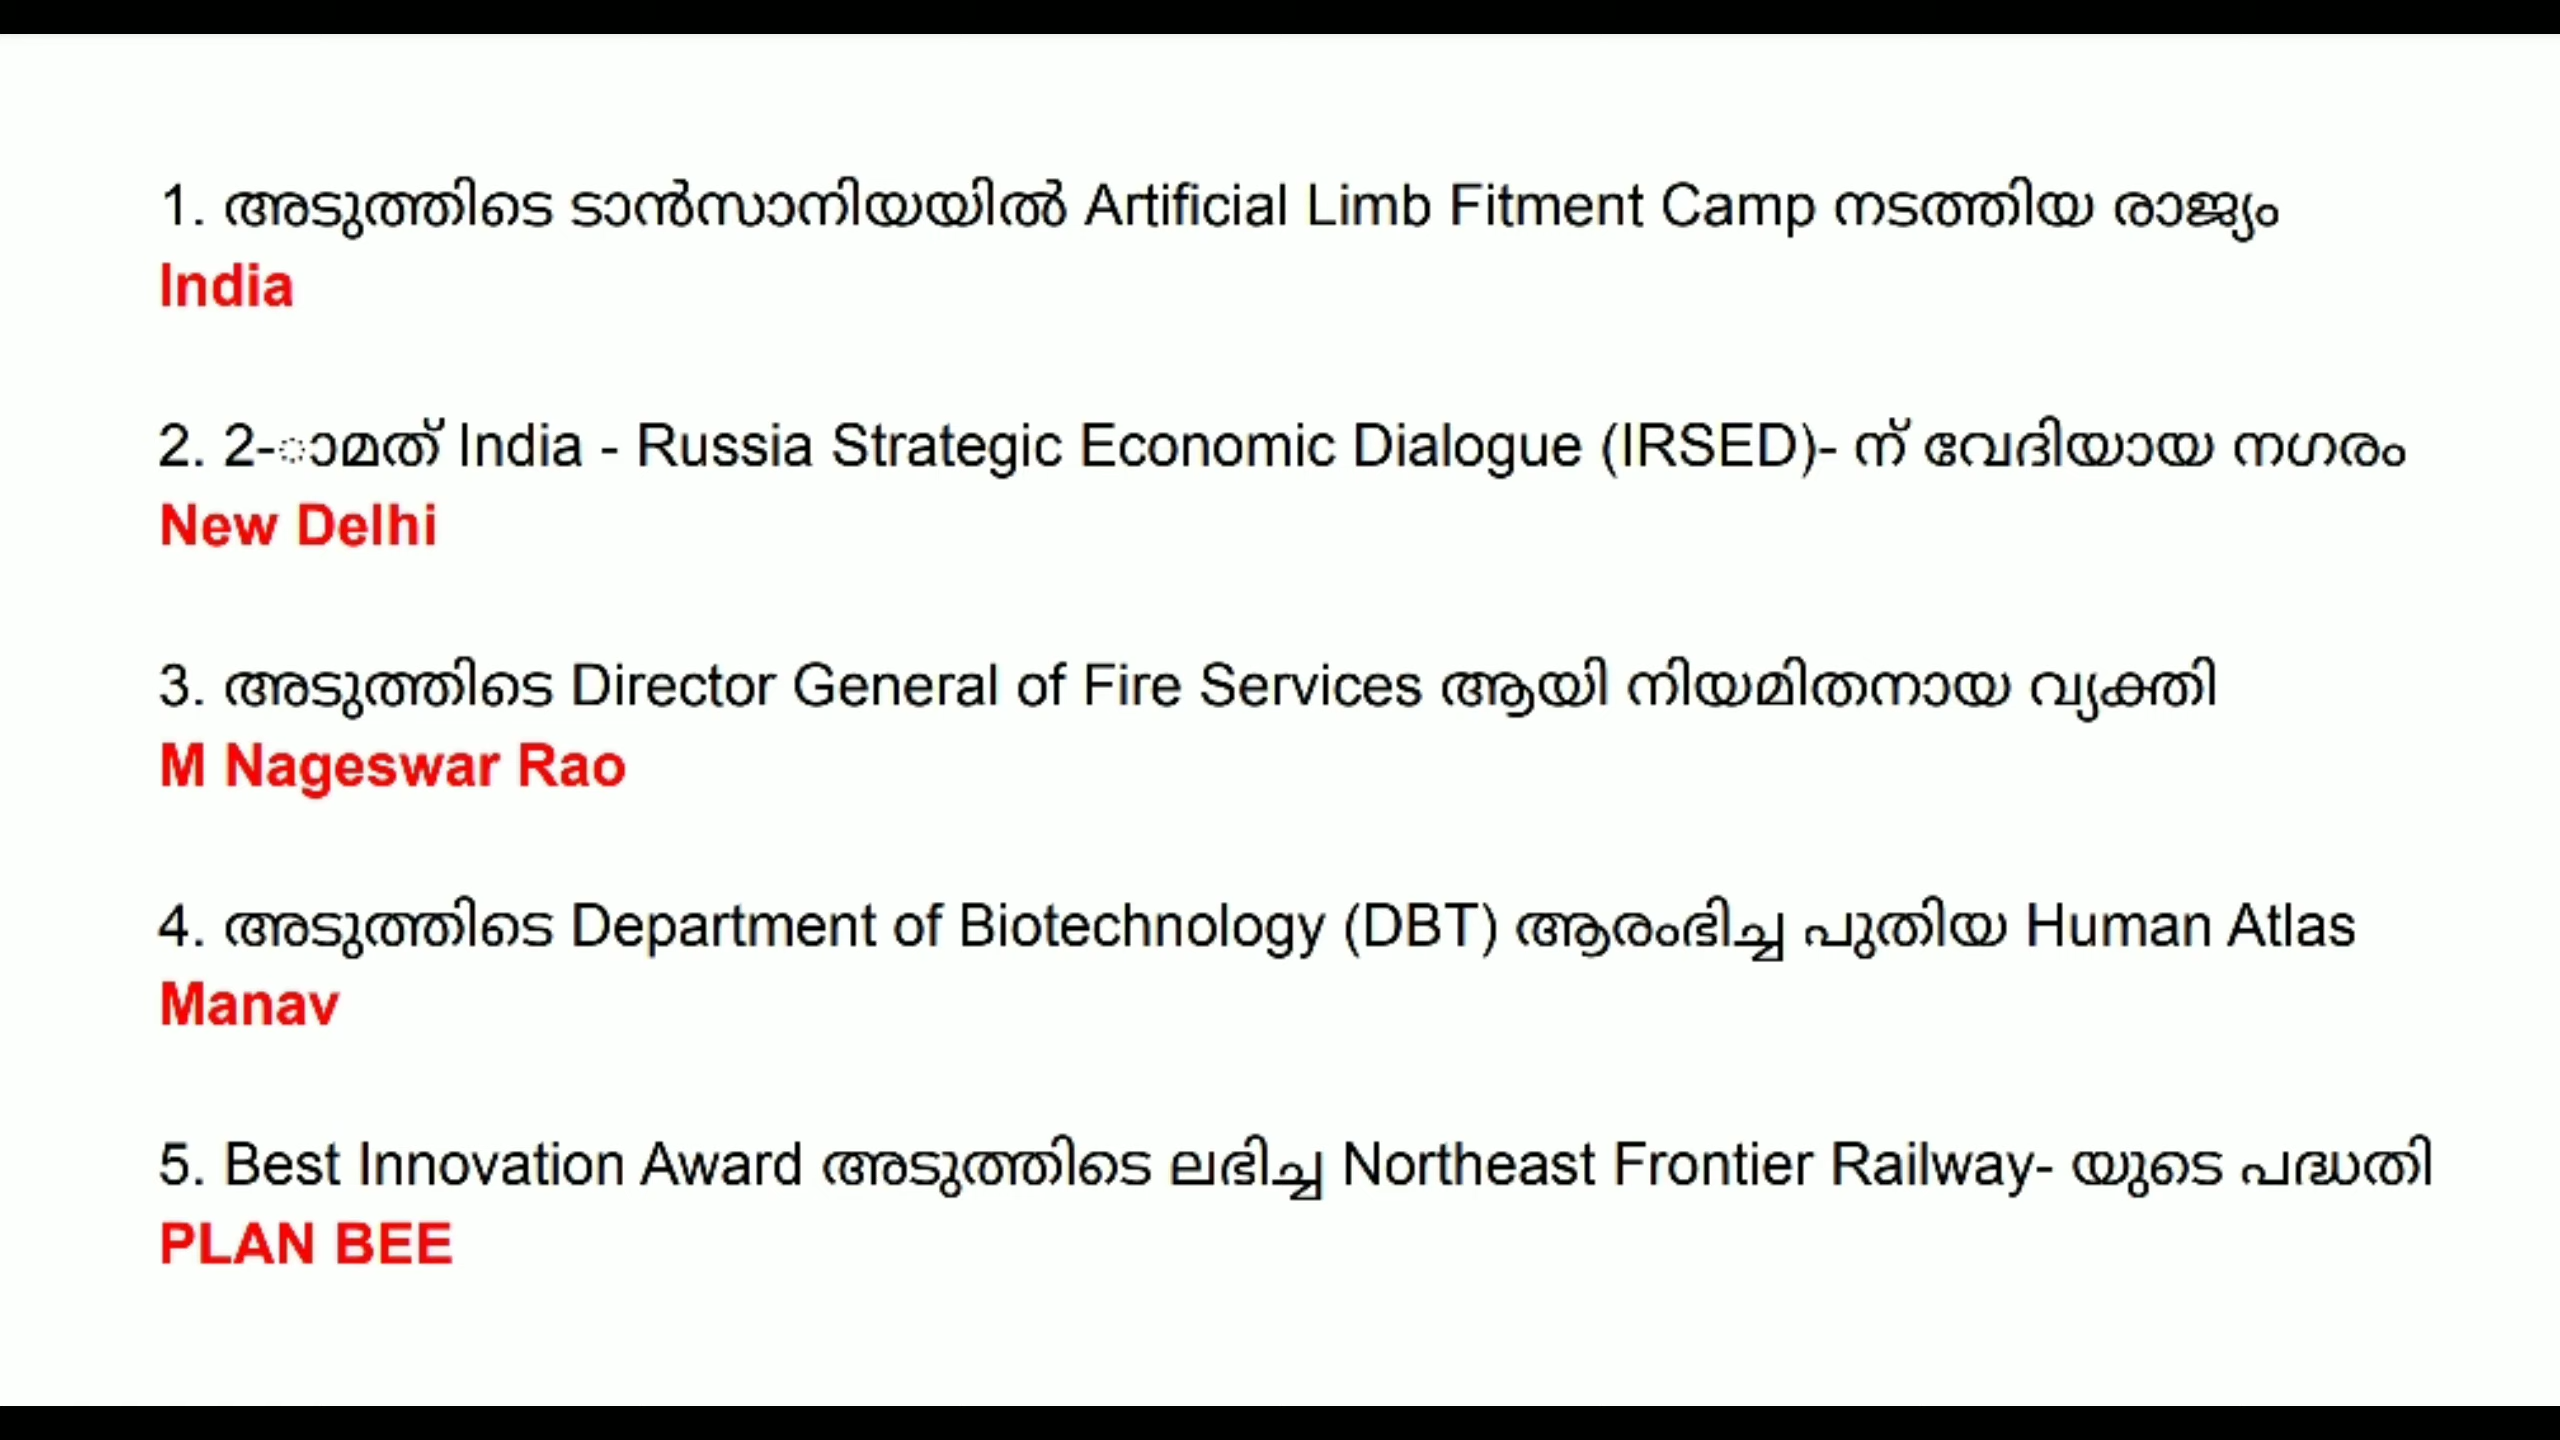 1. അടുത്തിടെ ടാൻസാനിയയിൽ Artificial Limb Fitment Camp നടത്തിയ രാജ്യം
India
2. 2-ാമത് India - Russia Strategic Economic Dialogue (IRSED)- ന് വേദിയായ നഗരം
New Delhi
3. അടുത്തിടെ Director General of Fire Services ആയി നിയമിതനായ വ്യക്തി
M Nageswar Rao
4. അടുത്തിടെ Department of Biotechnology (DBT) ആരംഭിച്ച പുതിയ Human Atlas
Manav
5. Best Innovation Award അടുത്തിടെ ലഭിച്ച Northeast Frontier Railway- യുടെ പദ്ധതി
PLAN BEE